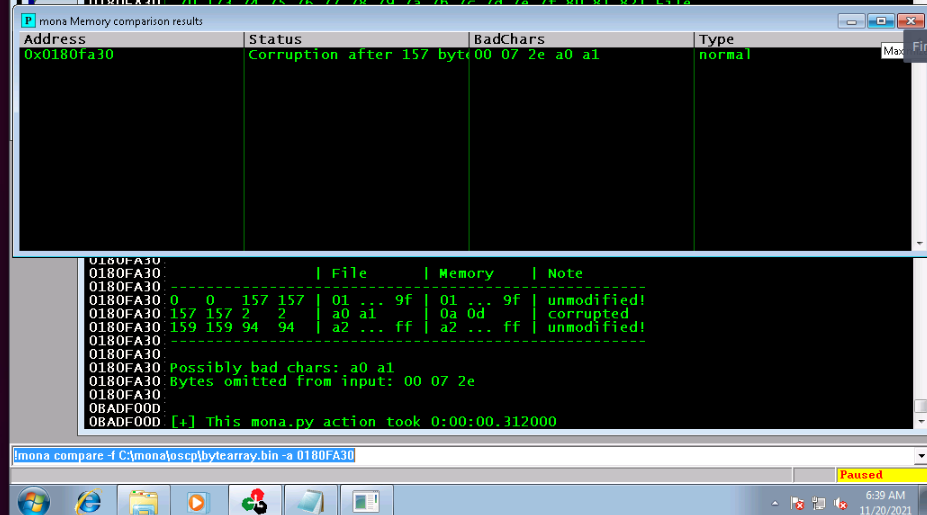 mona Memory comparison results
Address Status BadChars Type
0x0180fa30 Corruption after 157 byte 00 07 2e a0 a1 normal
Max Fi
0180FA30
0180FA30 | File | Memory | Note
0180FA30 ------------------------------------------------------
0180FA30 0 0 157 157 | 01 ... 9f | 01 ... 9f | unmodified!
0180FA30 157 157 2 2 | a0 a1 | 0a 0d | corrupted
0180FA30 159 159 94 94 | a2 ... ff | a2 ... ff | unmodified!
0180FA30 ------------------------------------------------------
0180FA30
0180FA30 Possibly bad chars: a0 a1
0180FA30 Bytes omitted from input: 00 07 2e
0180FA30
0BADF00D
0BADF00D [+] This mona.py action took 0:00:00.312000
!mona compare -f C:\mona\oscp\bytearray.bin -a 0180FA30
Paused
6:39 AM
11/20/2021